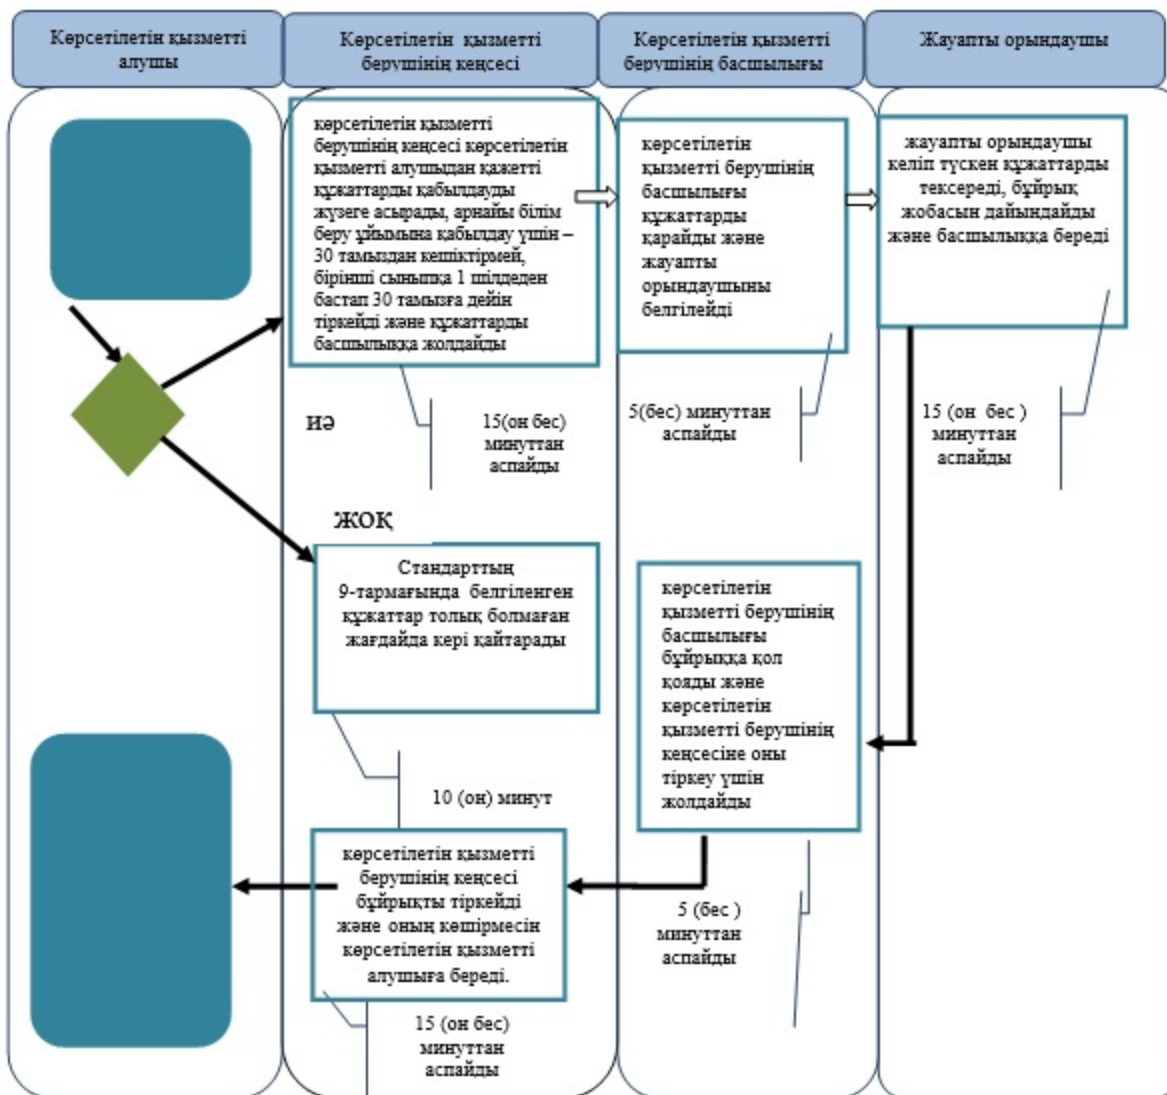 Көрсетілетін қызметті
алушы
Көрсетілетін қызметті
берушінің кеңсесі
Көрсетілетін қызметті
берушінің басшылығы
Жауапты орындаушы
көрсетілетін қызметті
берушінің кеңсесі көрсетілетін
қызметті алушыдан қажетті
құжаттарды қабылдауды
жүзеге асырады, арнайы білім
беру ұйымына қабылдау үшін –
30 тамыздан кешіктірмей,
бірінші сыныпқа 1 шілдеден
бастап 30 тамызға дейін
тіркейді және құжаттарды
басшылыққа жолдайды
көрсетілетін
қызметті берушінің
басшылығы
құжаттарды
қарайды және
жауапты
орындаушыны
белгілейді
жауапты орындаушы
келіп түскен құжаттарды
тексереді, бұйрық
жобасын дайындайды
және басшылыққа береді
иә
15(он бес)
минуттан
аспайды
5(бес) минуттан
аспайды
15 (он бес )
минуттан
аспайды
жоқ
Стандарттың
9-тармағында белгіленген
құжаттар толық болмаған
жағдайда кері қайтарады
көрсетілетін
қызметті берушінің
басшылығы
бұйрыққа қол
қояды және
көрсетілетін
қызметті берушінің
кеңсесіне оны
тіркеу үшін
жолдайды
10 (он) минут
көрсетілетін қызметті
берушінің кеңсесі
бұйрықты тіркейді
және оның көшірмесін
көрсетілетін қызметті
алушыға береді.
5 (бес )
минуттан
аспайды
15 (он бес)
минуттан
аспайды